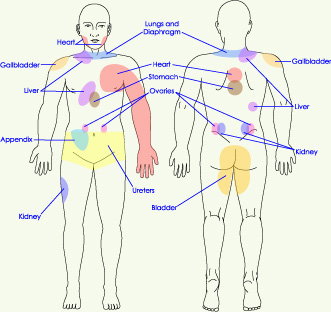 Lungs and
Diaphragm
Heart
Gallbladder
Heart
Gallbladder
Stomach
Liver
Ovaries
Liver
Appendix
Kidney
Ureters
Kidney
Bladder